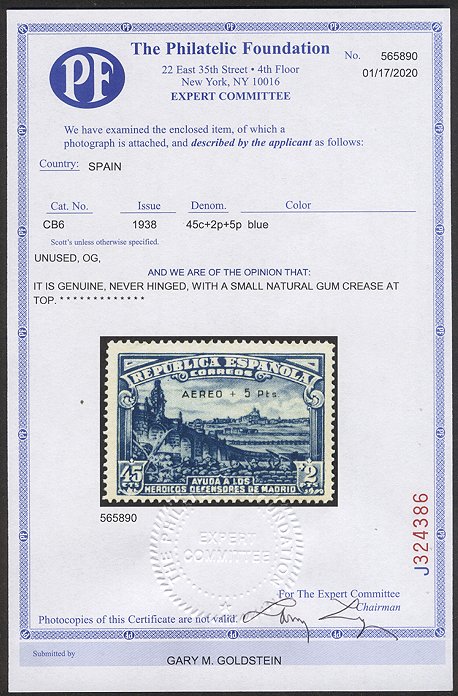 PF
The Philatelic Foundation
22 East 35th Street • 4th Floor
New York, NY 10016
EXPERT COMMITTEE
No. 565890
01/17/2020
We have examined the enclosed item, of which a
photograph is attached, and described by the applicant as follows:
Country: SPAIN
Cat. No. Issue Denom. Color
CB6 1938 45c+2p+5p blue
Scott's unless otherwise specified.
UNUSED, OG,
AND WE ARE OF THE OPINION THAT:
IT IS GENUINE, NEVER HINGED, WITH A SMALL NATURAL GUM CREASE AT
TOP. * * * * * * * * * * * * *
REPUBLICA ESPAÑOLA
CORREOS
AEREO + 5 Pts.
45 CTS
AYUDA A LOS
HEROICOS DEFENSORES DE MADRID
+2
565890
THE PHILATELIC FOUNDATION
EXPERT
COMMITTEE
J324386
For The Expert Committee
Chairman
Photocopies of this Certificate are not valid.
Submitted by
GARY M. GOLDSTEIN